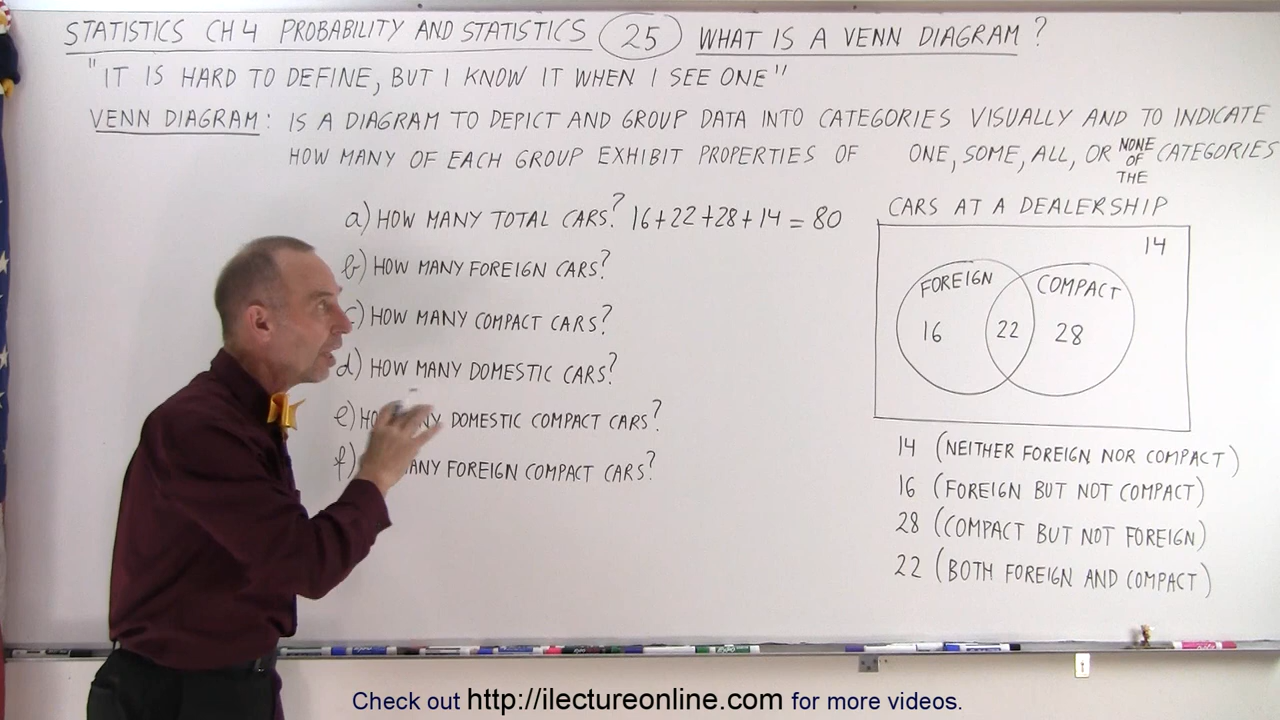 STATISTICS CH 4 PROBABILITY AND STATISTICS 25 WHAT IS A VENN DIAGRAM?
"IT IS HARD TO DEFINE, BUT I KNOW IT WHEN I SEE ONE"
VENN DIAGRAM: IS A DIAGRAM TO DEPICT AND GROUP DATA INTO CATEGORIES VISUALLY AND TO INDICATE
HOW MANY OF EACH GROUP EXHIBIT PROPERTIES OF ONE, SOME, ALL, OR NONE OF THE CATEGORIES
a) HOW MANY TOTAL CARS? 16+22+28+14 = 80
b) HOW MANY FOREIGN CARS?
c) HOW MANY COMPACT CARS?
d) HOW MANY DOMESTIC CARS?
e) DOMESTIC COMPACT CARS?
f) MANY FOREIGN COMPACT CARS?
CARS AT A DEALERSHIP
14
FOREIGN COMPACT
16 22 28
14 (NEITHER FOREIGN NOR COMPACT)
16 (FOREIGN BUT NOT COMPACT)
28 (COMPACT BUT NOT FOREIGN)
22 (BOTH FOREIGN AND COMPACT)
Check out http://ilectureonline.com for more videos.